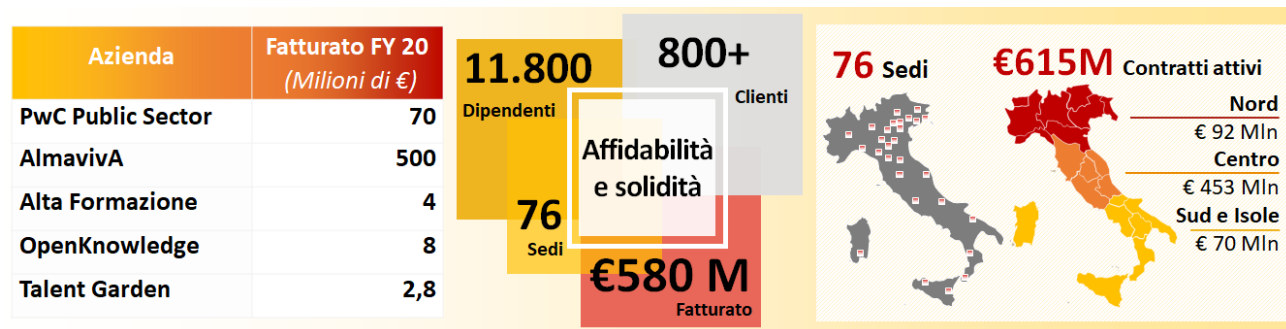 Azienda Fatturato FY 20
(Milioni di €)
PwC Public Sector 70
AlmavivA 500
Alta Formazione 4
OpenKnowledge 8
Talent Garden 2,8
11.800
Dipendenti
800+
Clienti
Affidabilità
e solidità
76
Sedi
€580 M
Fatturato
76 Sedi
€615M Contratti attivi
Nord
€ 92 Mln
Centro
€ 453 Mln
Sud e Isole
€ 70 Mln